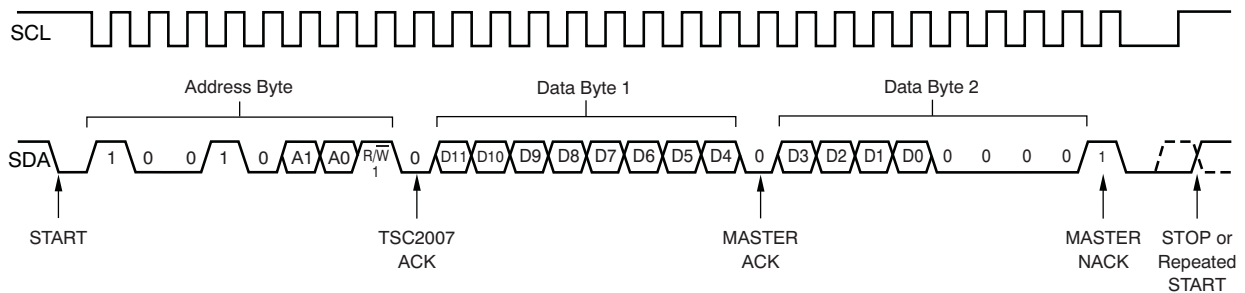 SCL
Address Byte
Data Byte 1
Data Byte 2
SDA
1 0 0 1 0 A1 A0 R/W̅ 1 0 D11 D10 D9 D8 D7 D6 D5 D4 0 D3 D2 D1 D0 0 0 0 0 1
START
TSC2007
ACK
MASTER
ACK
MASTER
NACK
STOP or
Repeated
START